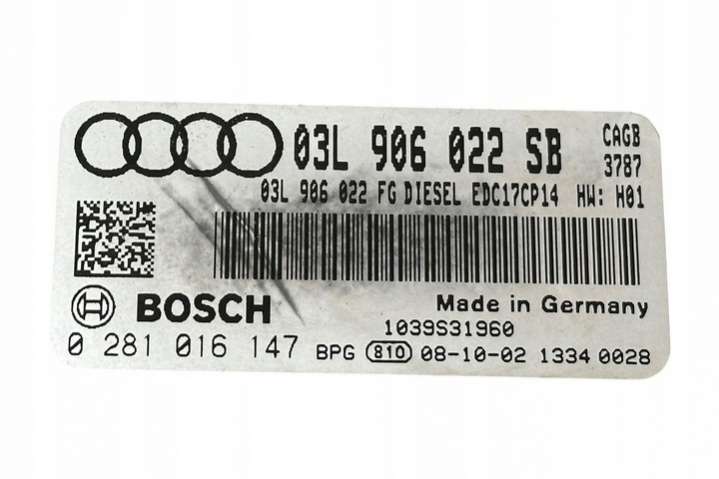 03L 906 022 SB CAGB
3787
03L 906 022 FG DIESEL EDC17CP14 HW: H01
BOSCH Made in Germany
1039S31960
0 281 016 147 BPG 810 08-10-02 1334 0028